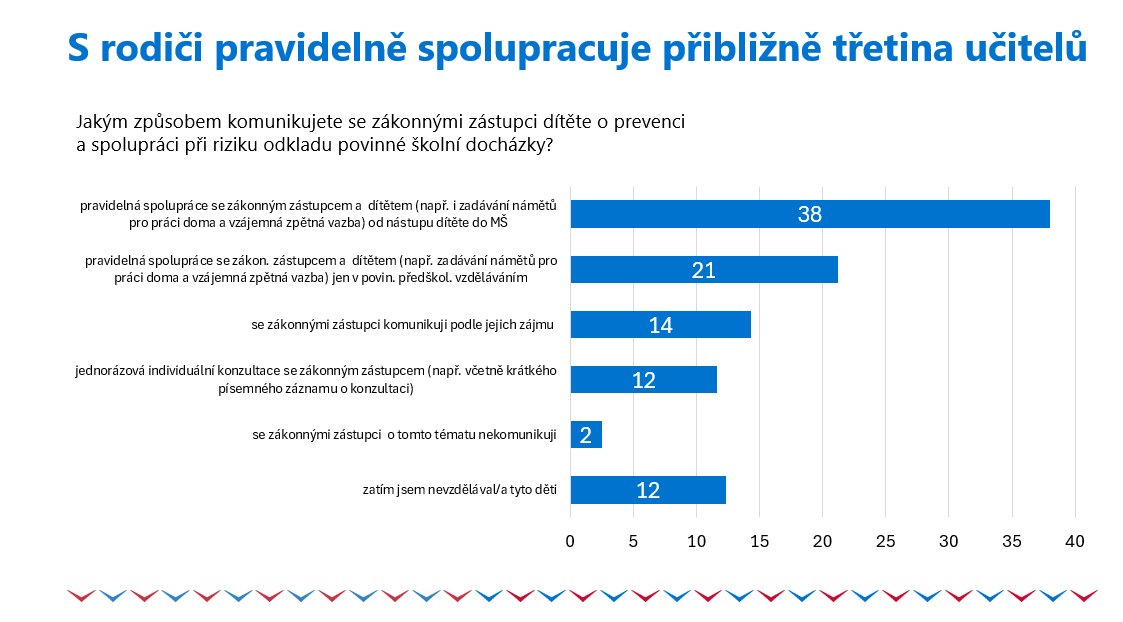 S rodiči pravidelně spolupracuje přibližně třetina učitelů
Jakým způsobem komunikujete se zákonnými zástupci dítěte o prevenci
a spolupráci při riziku odkladu povinné školní docházky?
pravidelná spolupráce se zákonným zástupcem a dítětem (např. i zadávání námětů
pro práci doma a vzájemná zpětná vazba) od nástupu dítěte do MŠ
38
pravidelná spolupráce se zákon. zástupcem a dítětem (např. zadávání námětů pro
práci doma a vzájemná zpětná vazba) jen v povin. předškol. vzděláváním
21
se zákonnými zástupci komunikuji podle jejich zájmu
14
jednorázová individuální konzultace se zákonným zástupcem (např. včetně krátkého
písemného záznamu o konzultaci)
12
se zákonnými zástupci o tomto tématu nekomunikuji
2
zatím jsem nevzdělával/a tyto děti
12
0 5 10 15 20 25 30 35 40